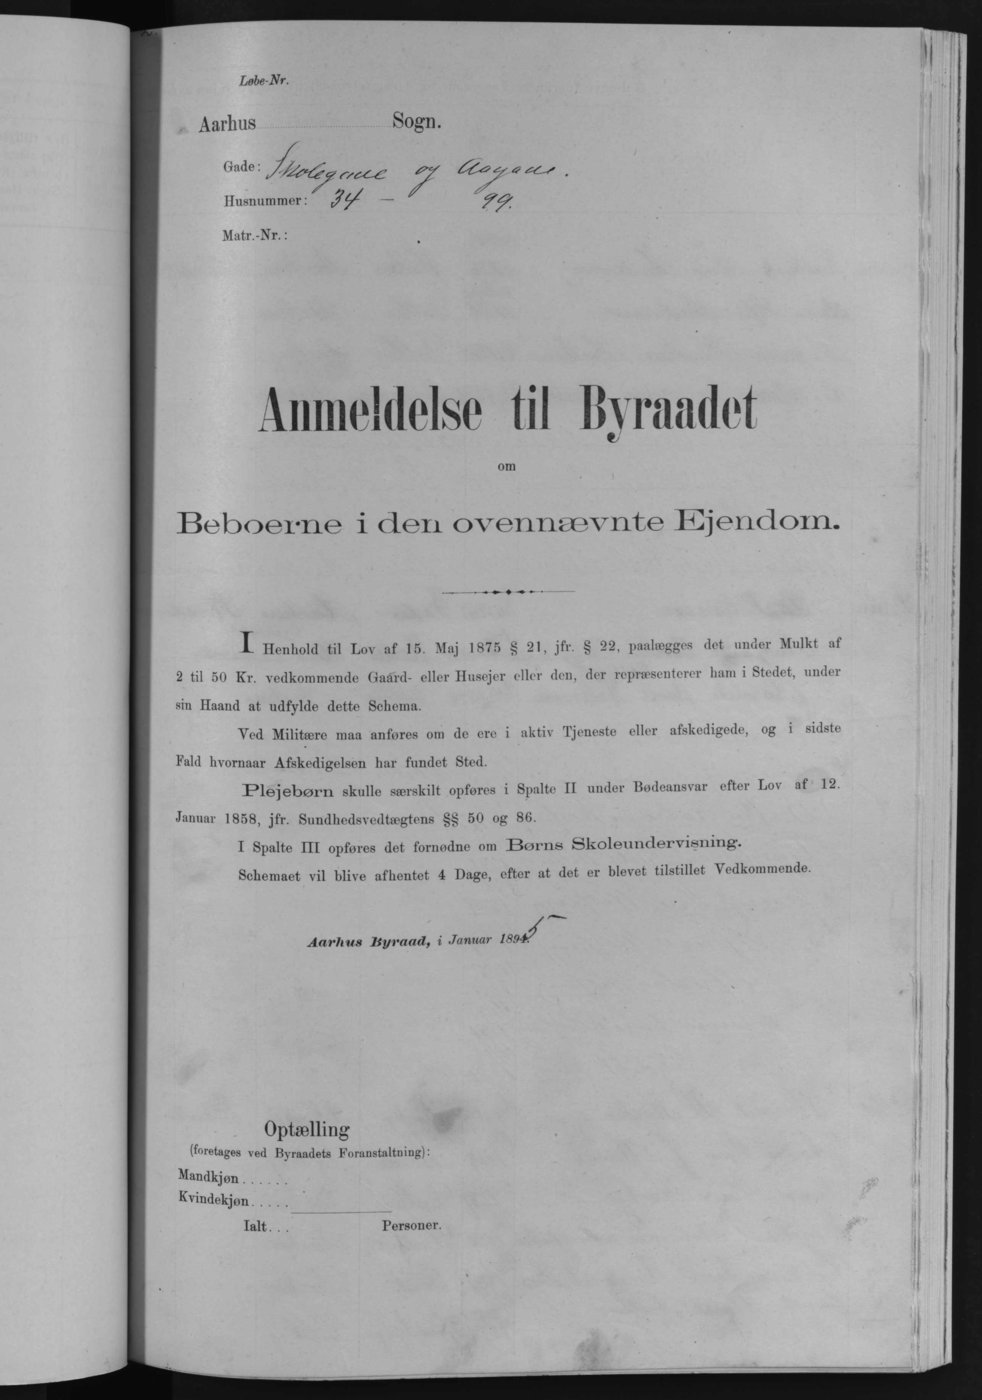 Løbe-Nr.
Aarhus Sogn.
Gade: Skolegade og Aagade.
Husnummer: 34 - 99.
Matr.-Nr.:
Anmeldelse til Byraadet
om
Beboerne i den ovennævnte Ejendom.
I Henhold til Lov af 15. Maj 1875 § 21, jfr. § 22, paalægges det under Mulkt af
2 til 50 Kr. vedkommende Gaard- eller Husejer eller den, der repræsenterer ham i Stedet, under
sin Haand at udfylde dette Schema.
Ved Militære maa anføres om de ere i aktiv Tjeneste eller afskedigede, og i sidste
Fald hvornaar Afskedigelsen har fundet Sted.
Plejebørn skulle særskilt opføres i Spalte II under Bødeansvar efter Lov af 12.
Januar 1858, jfr. Sundhedsvedtægtens §§ 50 og 86.
I Spalte III opføres det fornødne om Børns Skoleundervisning.
Schemaet vil blive afhentet 4 Dage, efter at det er blevet tilstillet Vedkommende.
Aarhus Byraad, i Januar 1895
Optælling
(foretages ved Byraadets Foranstaltning):
Mandkjøn......
Kvindekjøn.....
Ialt... Personer.